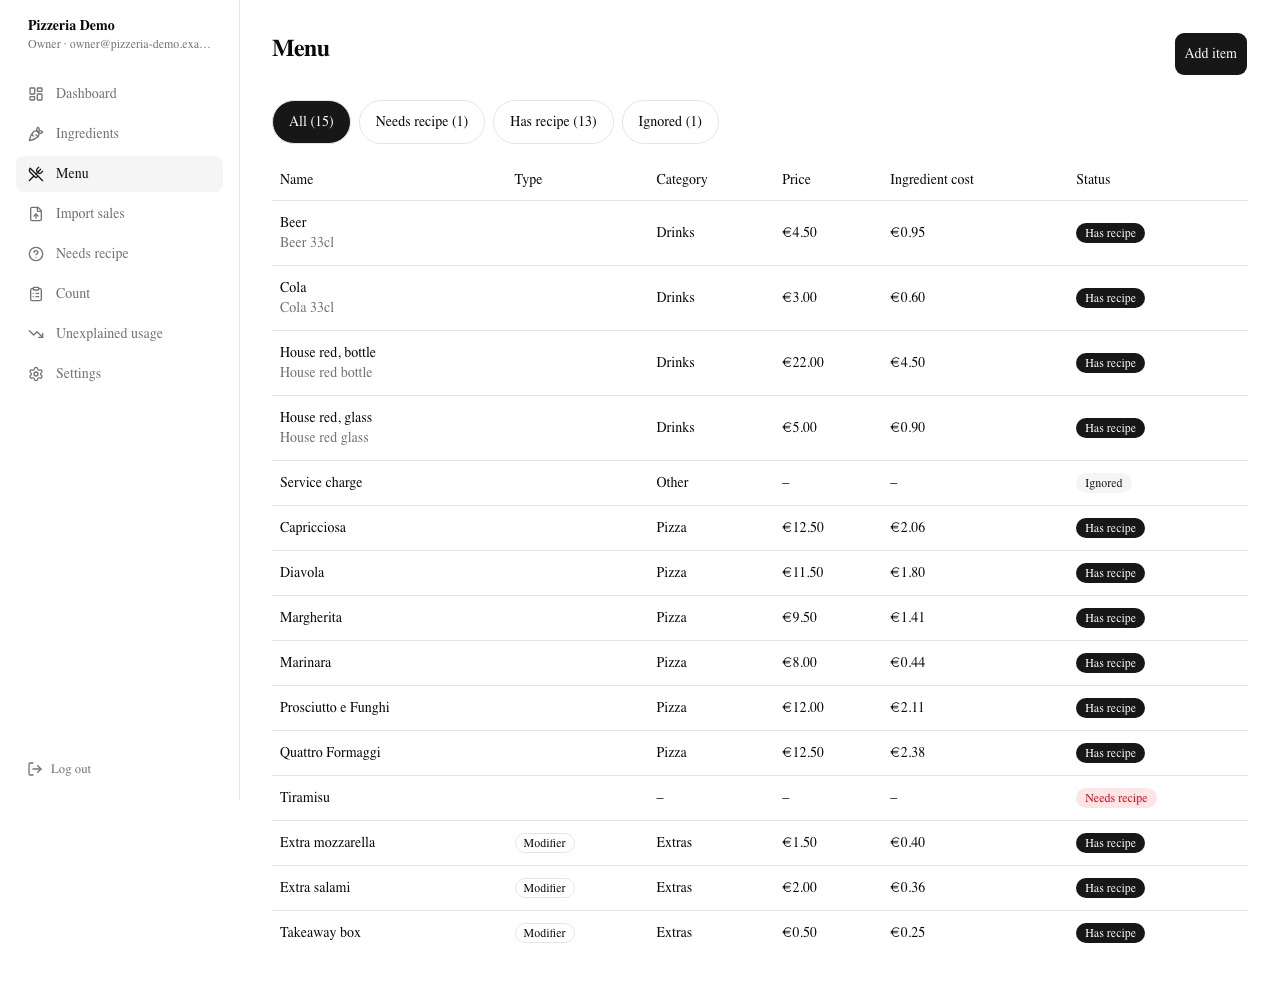 Pizzeria Demo
Owner · owner@pizzeria-demo.exa…
Dashboard
Ingredients
Menu
Import sales
Needs recipe
Count
Unexplained usage
Settings
Log out
Menu
Add item
All (15)
Needs recipe (1)
Has recipe (13)
Ignored (1)
Name Type Category Price Ingredient cost Status
Beer
Beer 33cl
Drinks €4.50 €0.95 Has recipe
Cola
Cola 33cl
Drinks €3.00 €0.60 Has recipe
House red, bottle
House red bottle
Drinks €22.00 €4.50 Has recipe
House red, glass
House red glass
Drinks €5.00 €0.90 Has recipe
Service charge Other – – Ignored
Capricciosa Pizza €12.50 €2.06 Has recipe
Diavola Pizza €11.50 €1.80 Has recipe
Margherita Pizza €9.50 €1.41 Has recipe
Marinara Pizza €8.00 €0.44 Has recipe
Prosciutto e Funghi Pizza €12.00 €2.11 Has recipe
Quattro Formaggi Pizza €12.50 €2.38 Has recipe
Tiramisu – – – Needs recipe
Extra mozzarella Modifier Extras €1.50 €0.40 Has recipe
Extra salami Modifier Extras €2.00 €0.36 Has recipe
Takeaway box Modifier Extras €0.50 €0.25 Has recipe